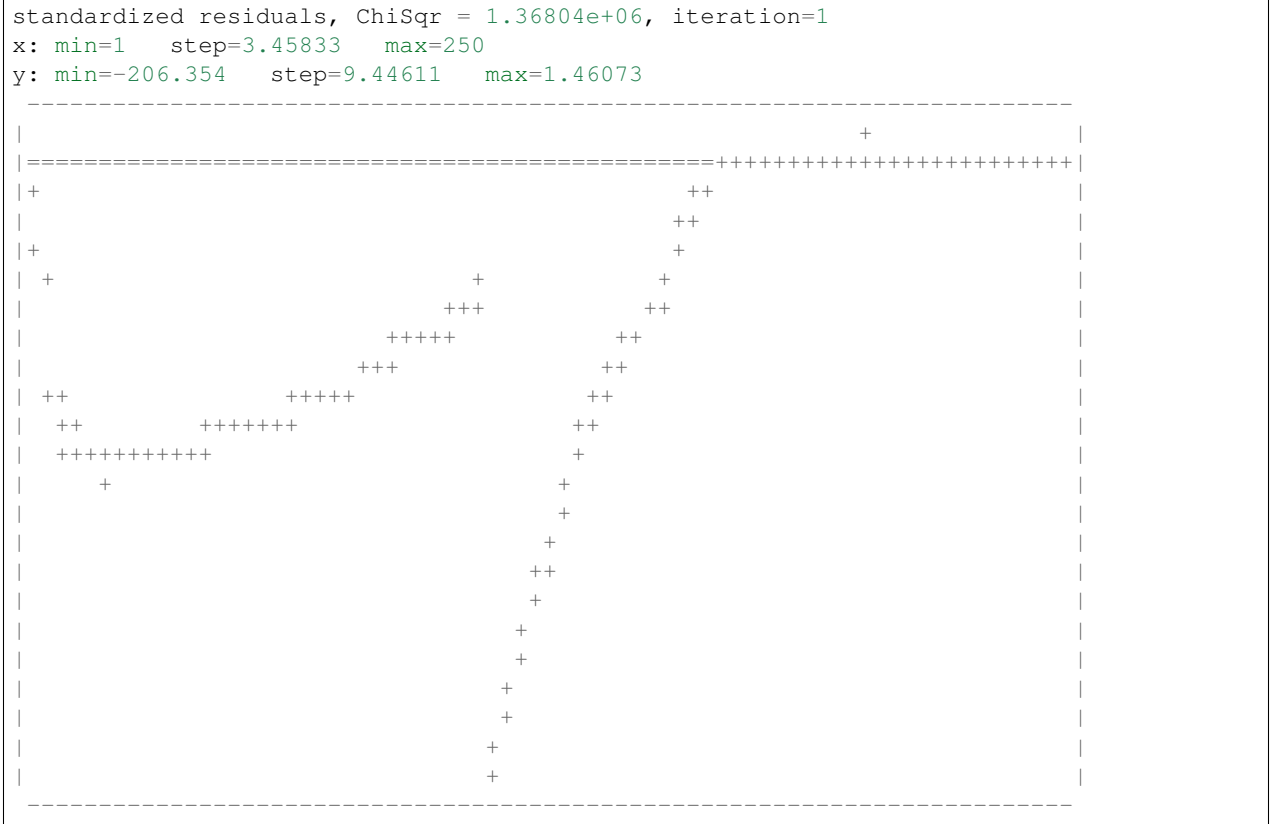 standardized residuals, ChiSqr = 1.36804e+06, iteration=1
x: min=1   step=3.45833   max=250
y: min=-206.354   step=9.44611   max=1.46073
 -------------------------------------------------------------------------
|                                                          +              |
|================================================+++++++++++++++++++++++++|
|+                                             ++                         |
|                                             ++                          |
|+                                            +                           |
| +                             +            +                            |
|                             +++           ++                            |
|                         +++++           ++                              |
|                       +++              ++                               |
| ++               +++++                ++                                |
|  ++        +++++++                   ++                                 |
|  +++++++++++                         +                                  |
|     +                               +                                   |
|                                     +                                   |
|                                    +                                    |
|                                   ++                                    |
|                                   +                                     |
|                                  +                                      |
|                                  +                                      |
|                                 +                                       |
|                                 +                                       |
|                                +                                        |
|                                +                                        |
 -------------------------------------------------------------------------